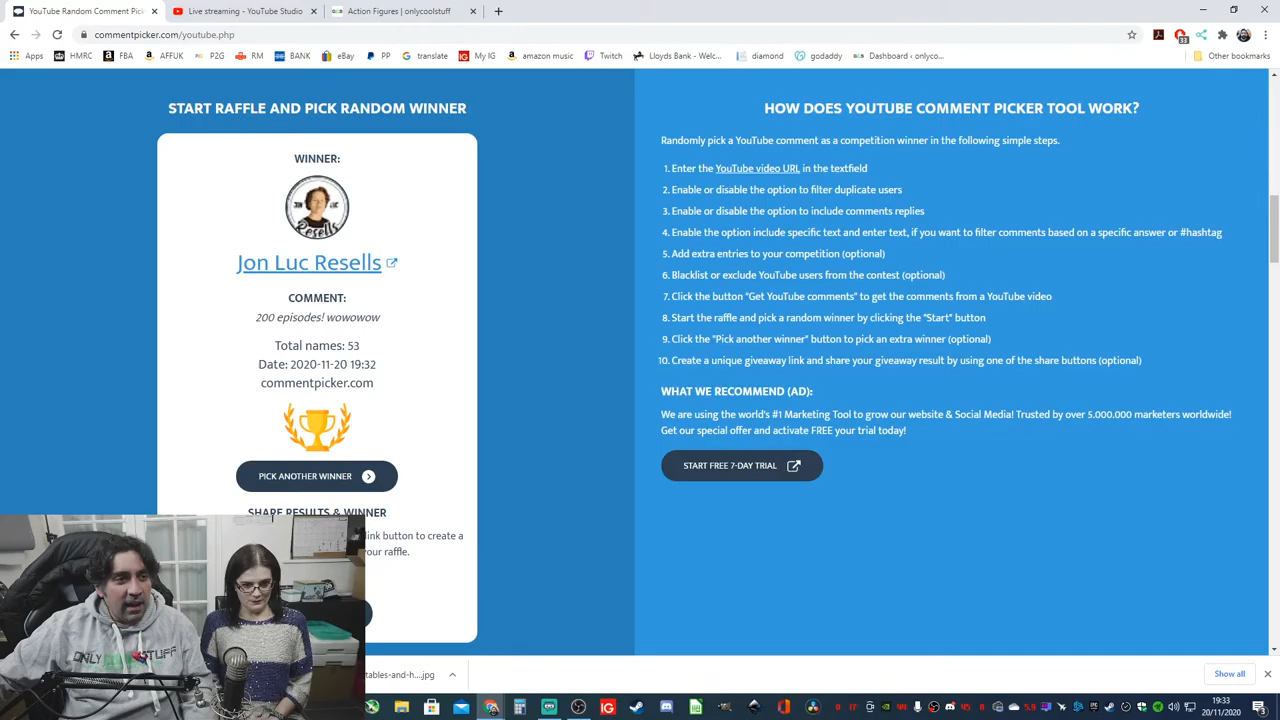 YouTube Random Comment Pick
Live streaming - YouTube Studio
Action Figures | onlycoolstuff
commentpicker.com/youtube.php
33
Apps
HMRC
FBA
AFFUK
P2G
RM
BANK
eBay
PP
translate
My IG
amazon music
Twitch
Lloyds Bank - Welc...
diamond
godaddy
Dashboard ‹ onlyco...
Other bookmarks
START RAFFLE AND PICK RANDOM WINNER
WINNER:
JON LUC
Resells
Jon Luc Resells
COMMENT:
200 episodes! wowowow
Total names: 53
Date: 2020-11-20 19:32
commentpicker.com
PICK ANOTHER WINNER
SHARE RESULTS & WINNER
link button to create a
your raffle.
HOW DOES YOUTUBE COMMENT PICKER TOOL WORK?
Randomly pick a YouTube comment as a competition winner in the following simple steps.
1. Enter the YouTube video URL in the textfield
2. Enable or disable the option to filter duplicate users
3. Enable or disable the option to include comments replies
4. Enable the option include specific text and enter text, if you want to filter comments based on a specific answer or #hashtag
5. Add extra entries to your competition (optional)
6. Blacklist or exclude YouTube users from the contest (optional)
7. Click the button "Get YouTube comments" to get the comments from a YouTube video
8. Start the raffle and pick a random winner by clicking the "Start" button
9. Click the "Pick another winner" button to pick an extra winner (optional)
10. Create a unique giveaway link and share your giveaway result by using one of the share buttons (optional)
WHAT WE RECOMMEND (AD):
We are using the world's #1 Marketing Tool to grow our website & Social Media! Trusted by over 5.000.000 marketers worldwide!
Get our special offer and activate FREE your trial today!
START FREE 7-DAY TRIAL
ONLY COOL STUFF
tables-and-h....jpg
Show all
19:33
20/11/2020